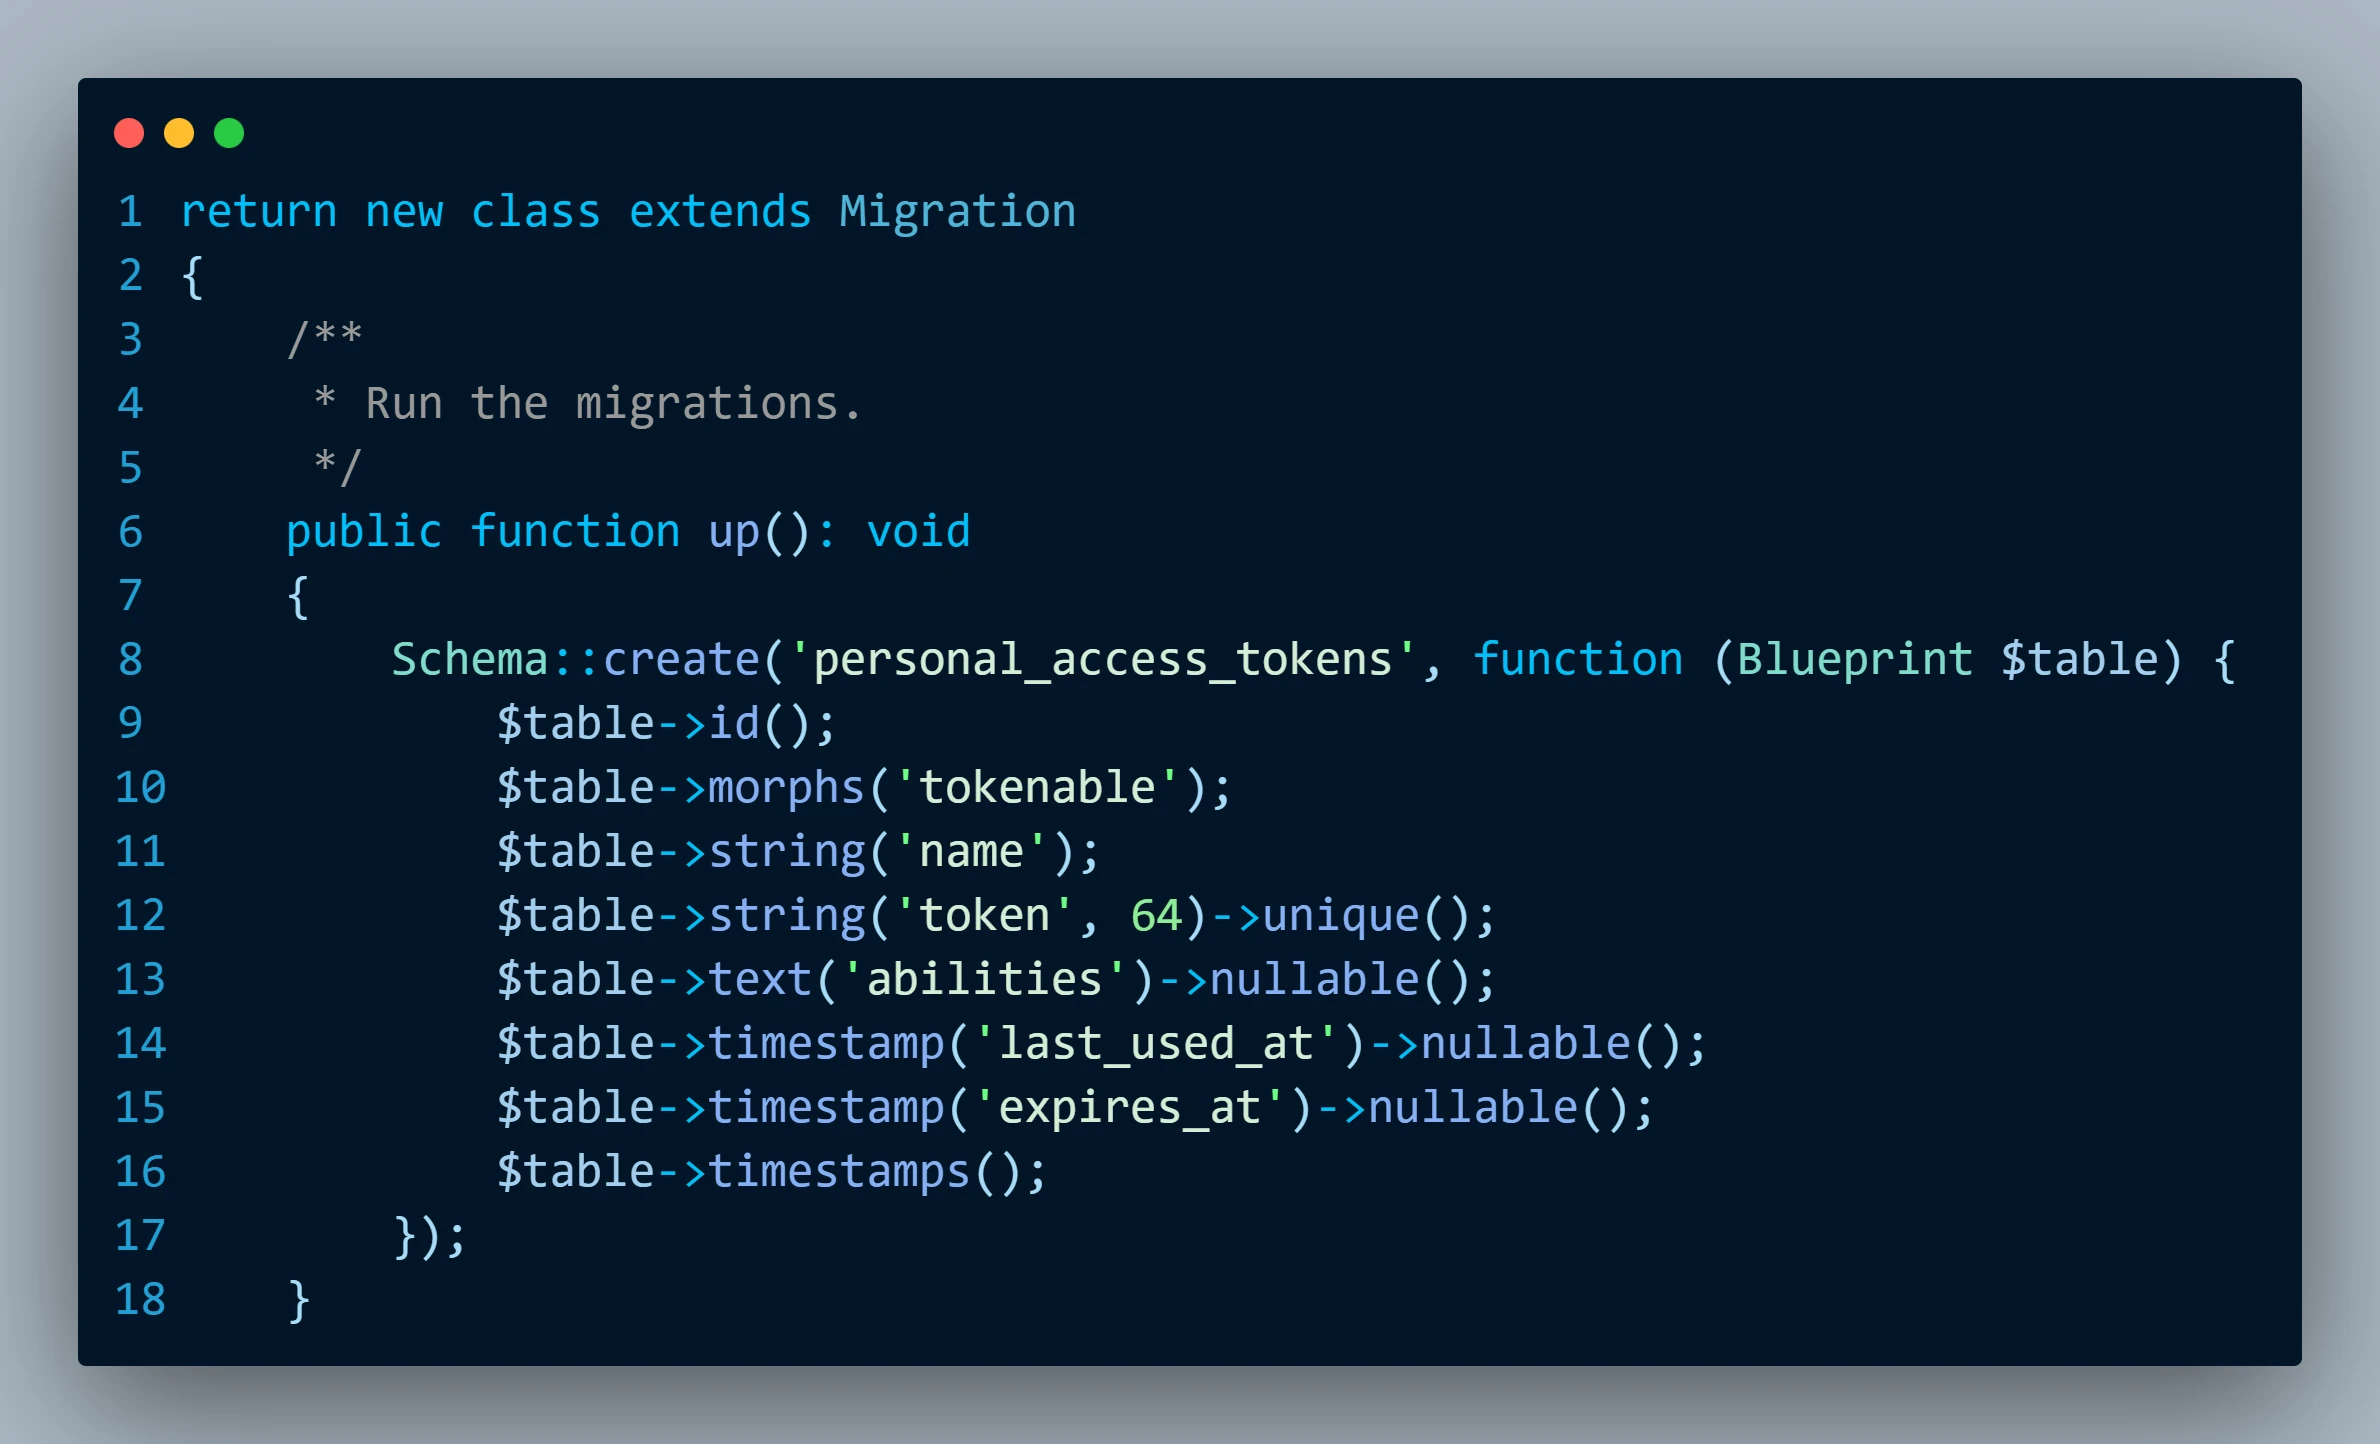 1 return new class extends Migration
2 {
3     /**
4      * Run the migrations.
5      */
6     public function up(): void
7     {
8         Schema::create('personal_access_tokens', function (Blueprint $table) {
9             $table->id();
10             $table->morphs('tokenable');
11             $table->string('name');
12             $table->string('token', 64)->unique();
13             $table->text('abilities')->nullable();
14             $table->timestamp('last_used_at')->nullable();
15             $table->timestamp('expires_at')->nullable();
16             $table->timestamps();
17         });
18     }